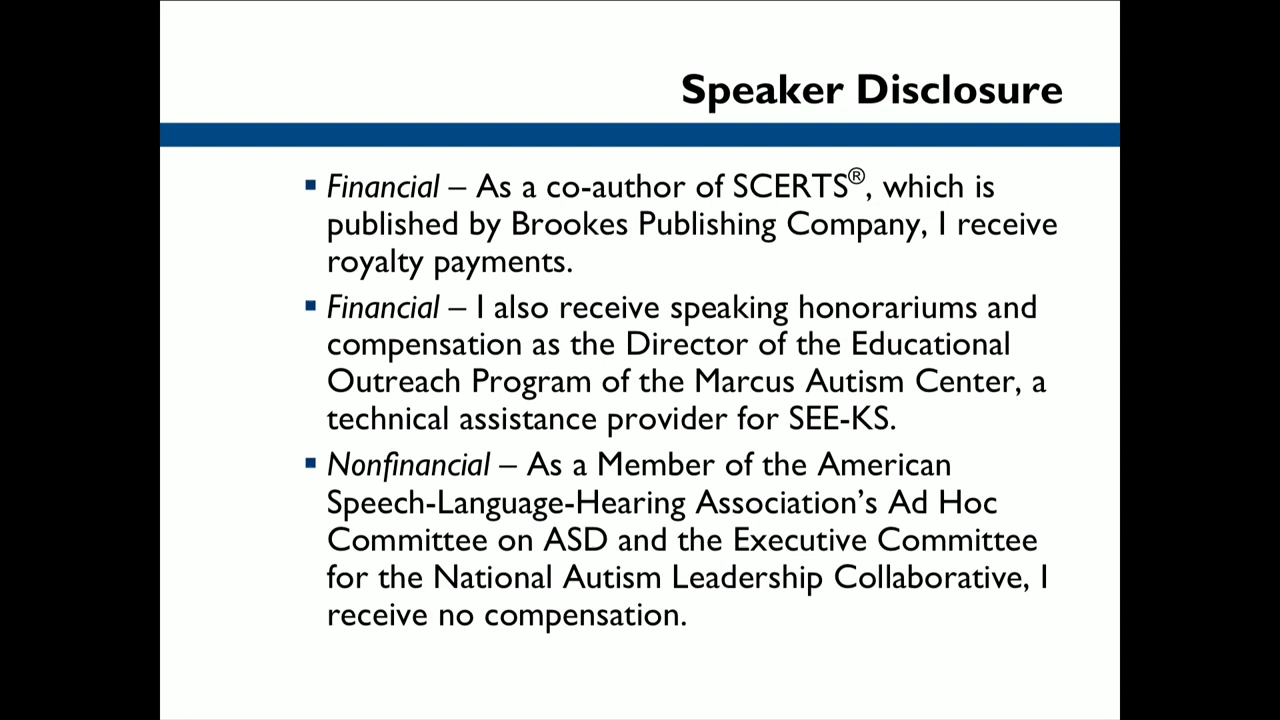 Speaker Disclosure
▪ Financial – As a co-author of SCERTS®, which is
published by Brookes Publishing Company, I receive
royalty payments.
▪ Financial – I also receive speaking honorariums and
compensation as the Director of the Educational
Outreach Program of the Marcus Autism Center, a
technical assistance provider for SEE-KS.
▪ Nonfinancial – As a Member of the American
Speech-Language-Hearing Association’s Ad Hoc
Committee on ASD and the Executive Committee
for the National Autism Leadership Collaborative, I
receive no compensation.